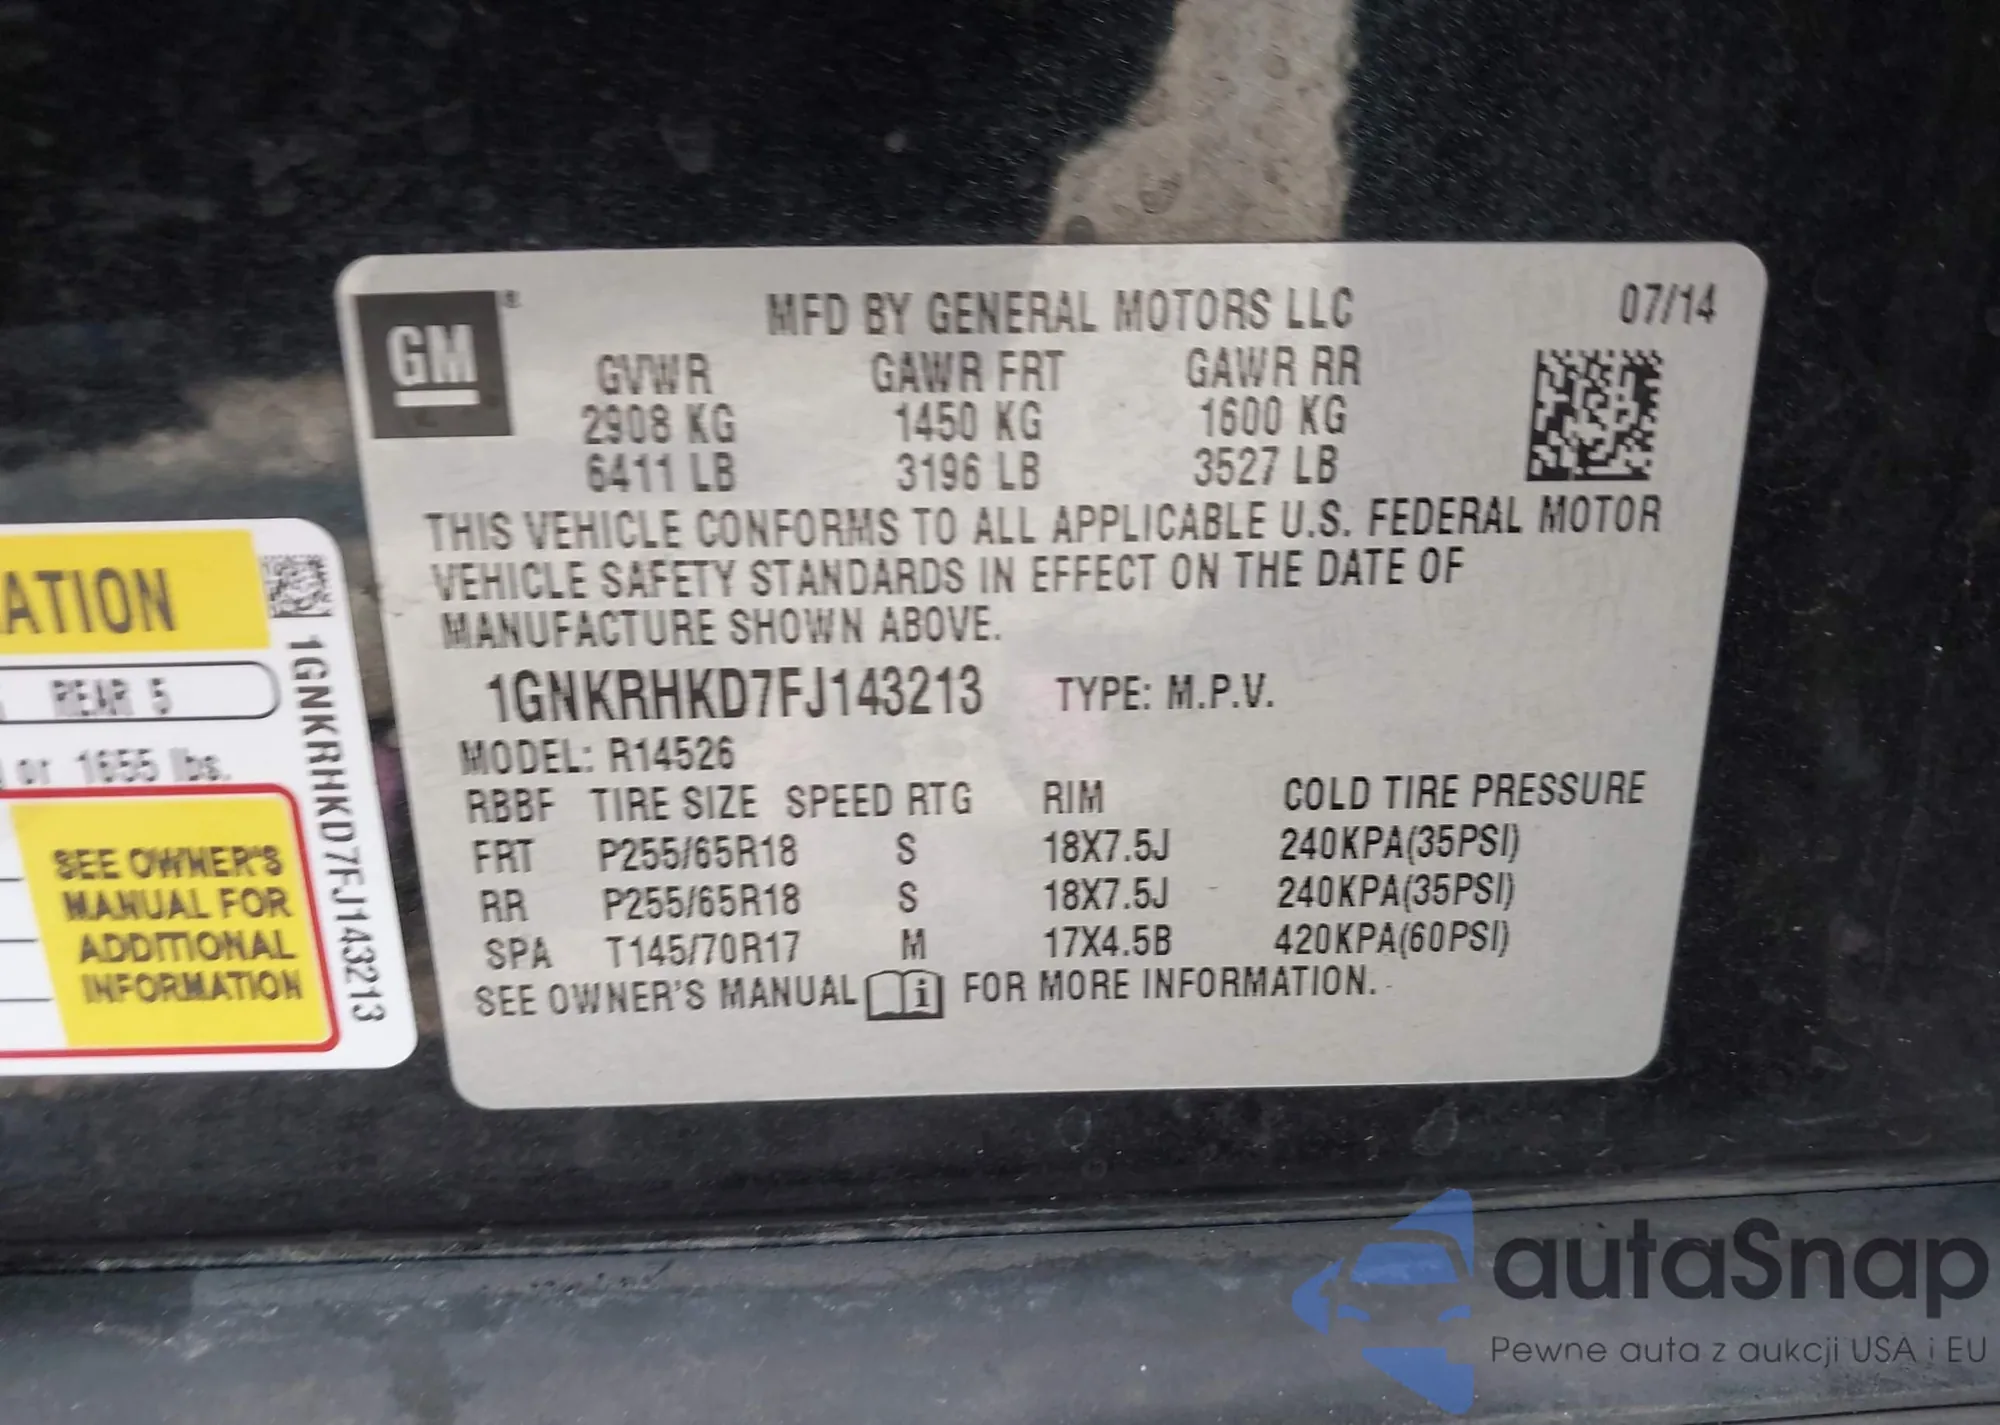 GM ®
MFD BY GENERAL MOTORS LLC 07/14
GVWR GAWR FRT GAWR RR
2908 KG 1450 KG 1600 KG
6411 LB 3196 LB 3527 LB
THIS VEHICLE CONFORMS TO ALL APPLICABLE U.S. FEDERAL MOTOR
VEHICLE SAFETY STANDARDS IN EFFECT ON THE DATE OF
MANUFACTURE SHOWN ABOVE.
1GNKRHKD7FJ143213 TYPE: M.P.V.
MODEL: R14526
RBBF TIRE SIZE SPEED RTG RIM COLD TIRE PRESSURE
FRT P255/65R18 S 18X7.5J 240KPA(35PSI)
RR P255/65R18 S 18X7.5J 240KPA(35PSI)
SPA T145/70R17 M 17X4.5B 420KPA(60PSI)
SEE OWNER'S MANUAL i FOR MORE INFORMATION.
ATION
REAR 5
or 1655 lbs.
SEE OWNER'S
MANUAL FOR
ADDITIONAL
INFORMATION
1GNKRHKD7FJ143213
autaSnap
Pewne auta z aukcji USA i EU